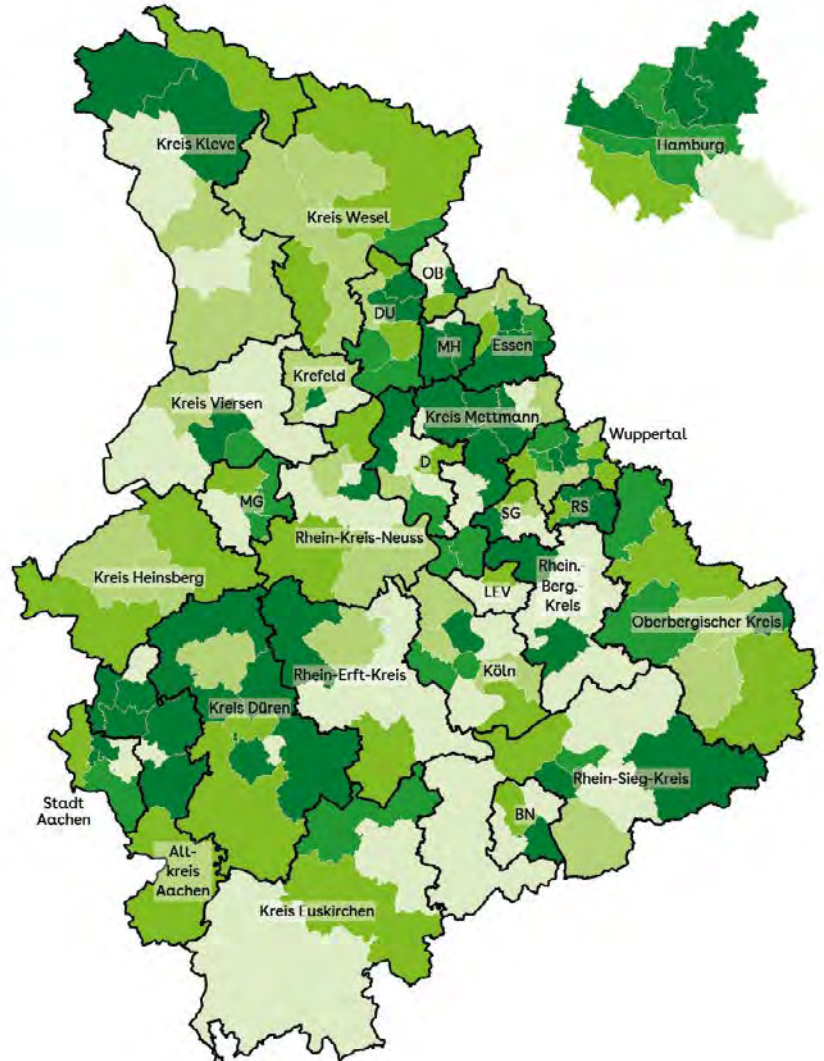 Kreis Kleve
Hamburg
Kreis Wesel
OB
DU
MH
Essen
Krefeld
Kreis Viersen
Kreis Mettmann
Wuppertal
D
MG
SG
RS
Rhein-Kreis-Neuss
Kreis Heinsberg
LEV
Rhein.
Berg.
Kreis
Oberbergischer Kreis
Köln
Rhein-Erft-Kreis
Kreis Düren
Rhein-Sieg-Kreis
Stadt
Aachen
BN
Alt-
kreis
Aachen
Kreis Euskirchen